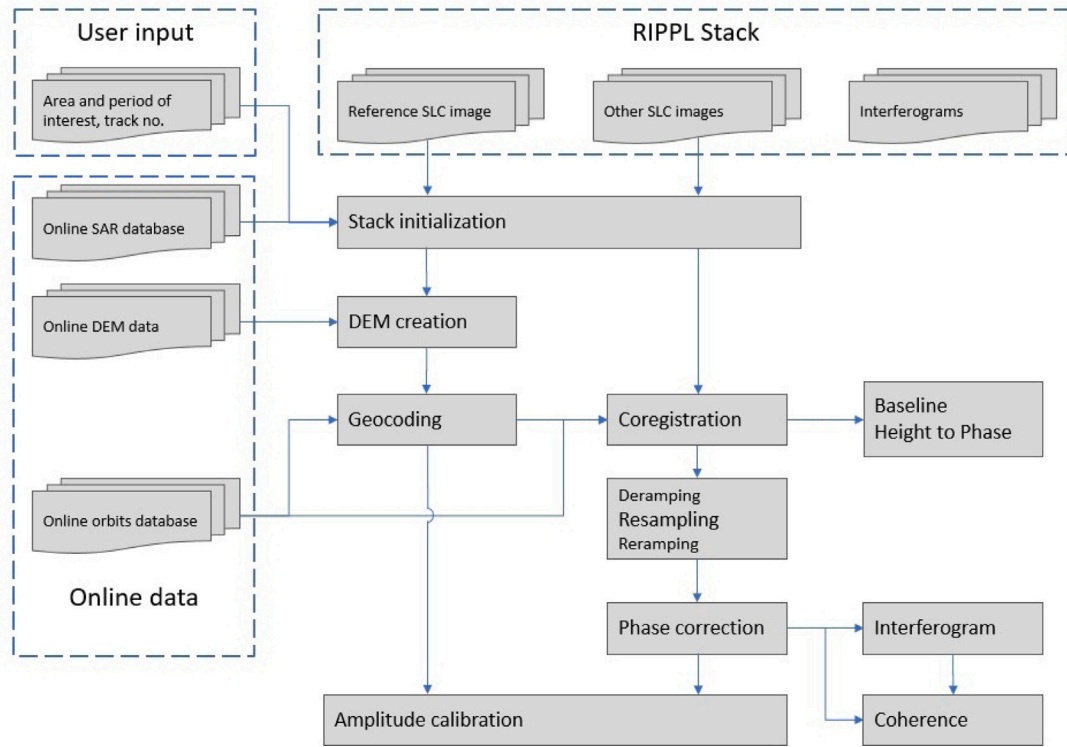 User input
RIPPL Stack
Area and period of
interest, track no.
Reference SLC image
Other SLC images
Interferograms
Online SAR database
Stack initialization
Online DEM data
DEM creation
Geocoding
Coregistration
Baseline
Height to Phase
Online orbits database
Deramping
Resampling
Reramping
Online data
Phase correction
Interferogram
Amplitude calibration
Coherence